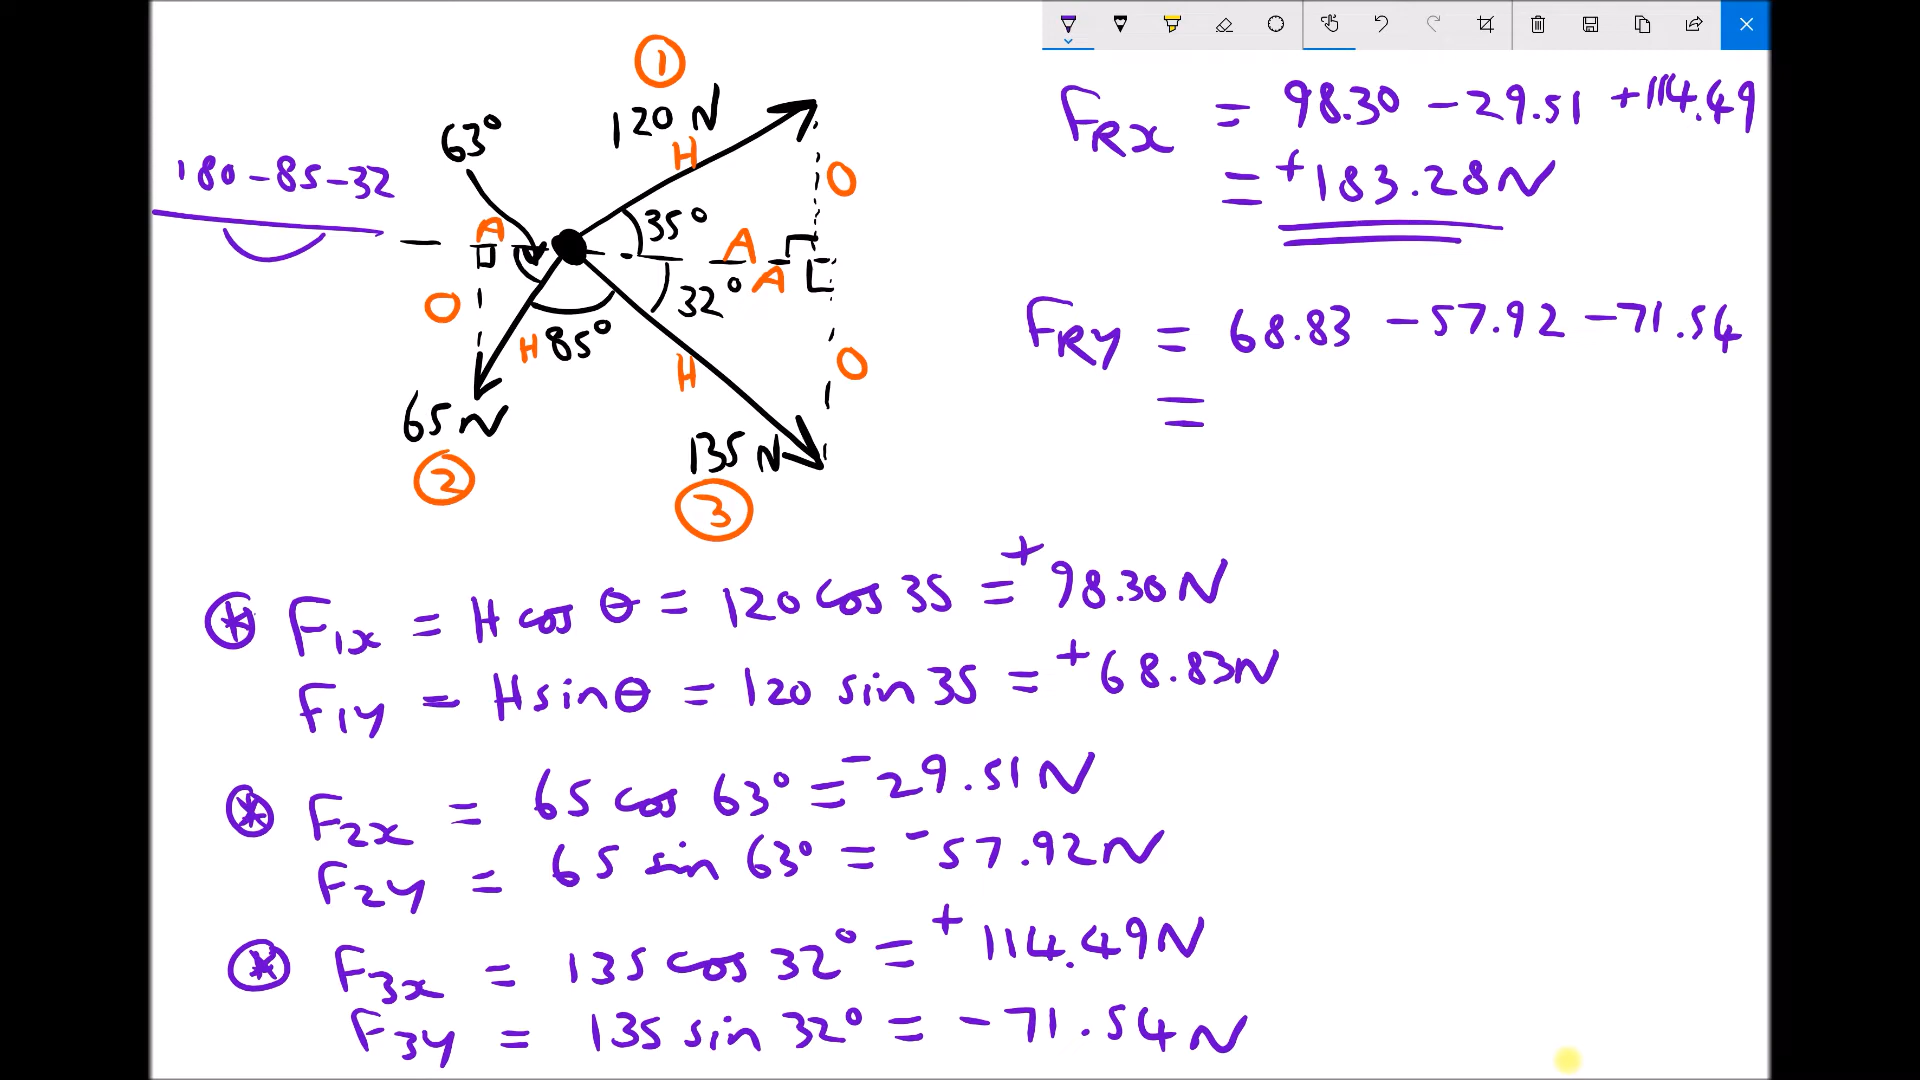 ①
120 N
63°
H
O
180-85-32
A
35°
A
A
32°
O
H 85°
H
O
65 N
135 N
②
③
FRx = 98.30 -29.51 +114.49
= +183.28N
FRy = 68.83 -57.92 -71.54
=
⊛ F1x = H cos θ = 120 cos 35 = +98.30N
F1y = H sin θ = 120 sin 35 = +68.83N
⊛ F2x = 65 cos 63° = -29.51N
F2y = 65 sin 63° = -57.92N
⊛ F3x = 135 cos 32° = +114.49N
F3y = 135 sin 32° = -71.54N